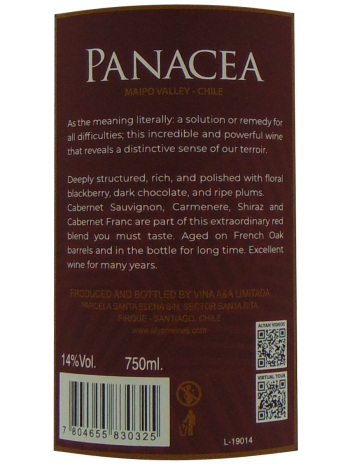 PANACEA
MAIPO VALLEY - CHILE
As the meaning literally: a solution or remedy for
all difficulties; this incredible and powerful wine
that reveals a distinctive sense of our terroir.
Deeply structured, rich, and polished with floral
blackberry, dark chocolate, and ripe plums.
Cabernet Sauvignon, Carmenere, Shiraz and
Cabernet Franc are part of this extraordinary red
blend you must taste. Aged on French Oak
barrels and in the bottle for long time. Excellent
wine for many years.
PRODUCED AND BOTTLED BY VINA A&A LIMITADA
PARCELA SANTA ELENA S/N, SECTOR SANTA RITA,
PIRQUE - SANTIAGO, CHILE
14%Vol. 750ml.
ALYAN VIDEO
VIRTUAL TOUR
7 804655 830325
L-19014